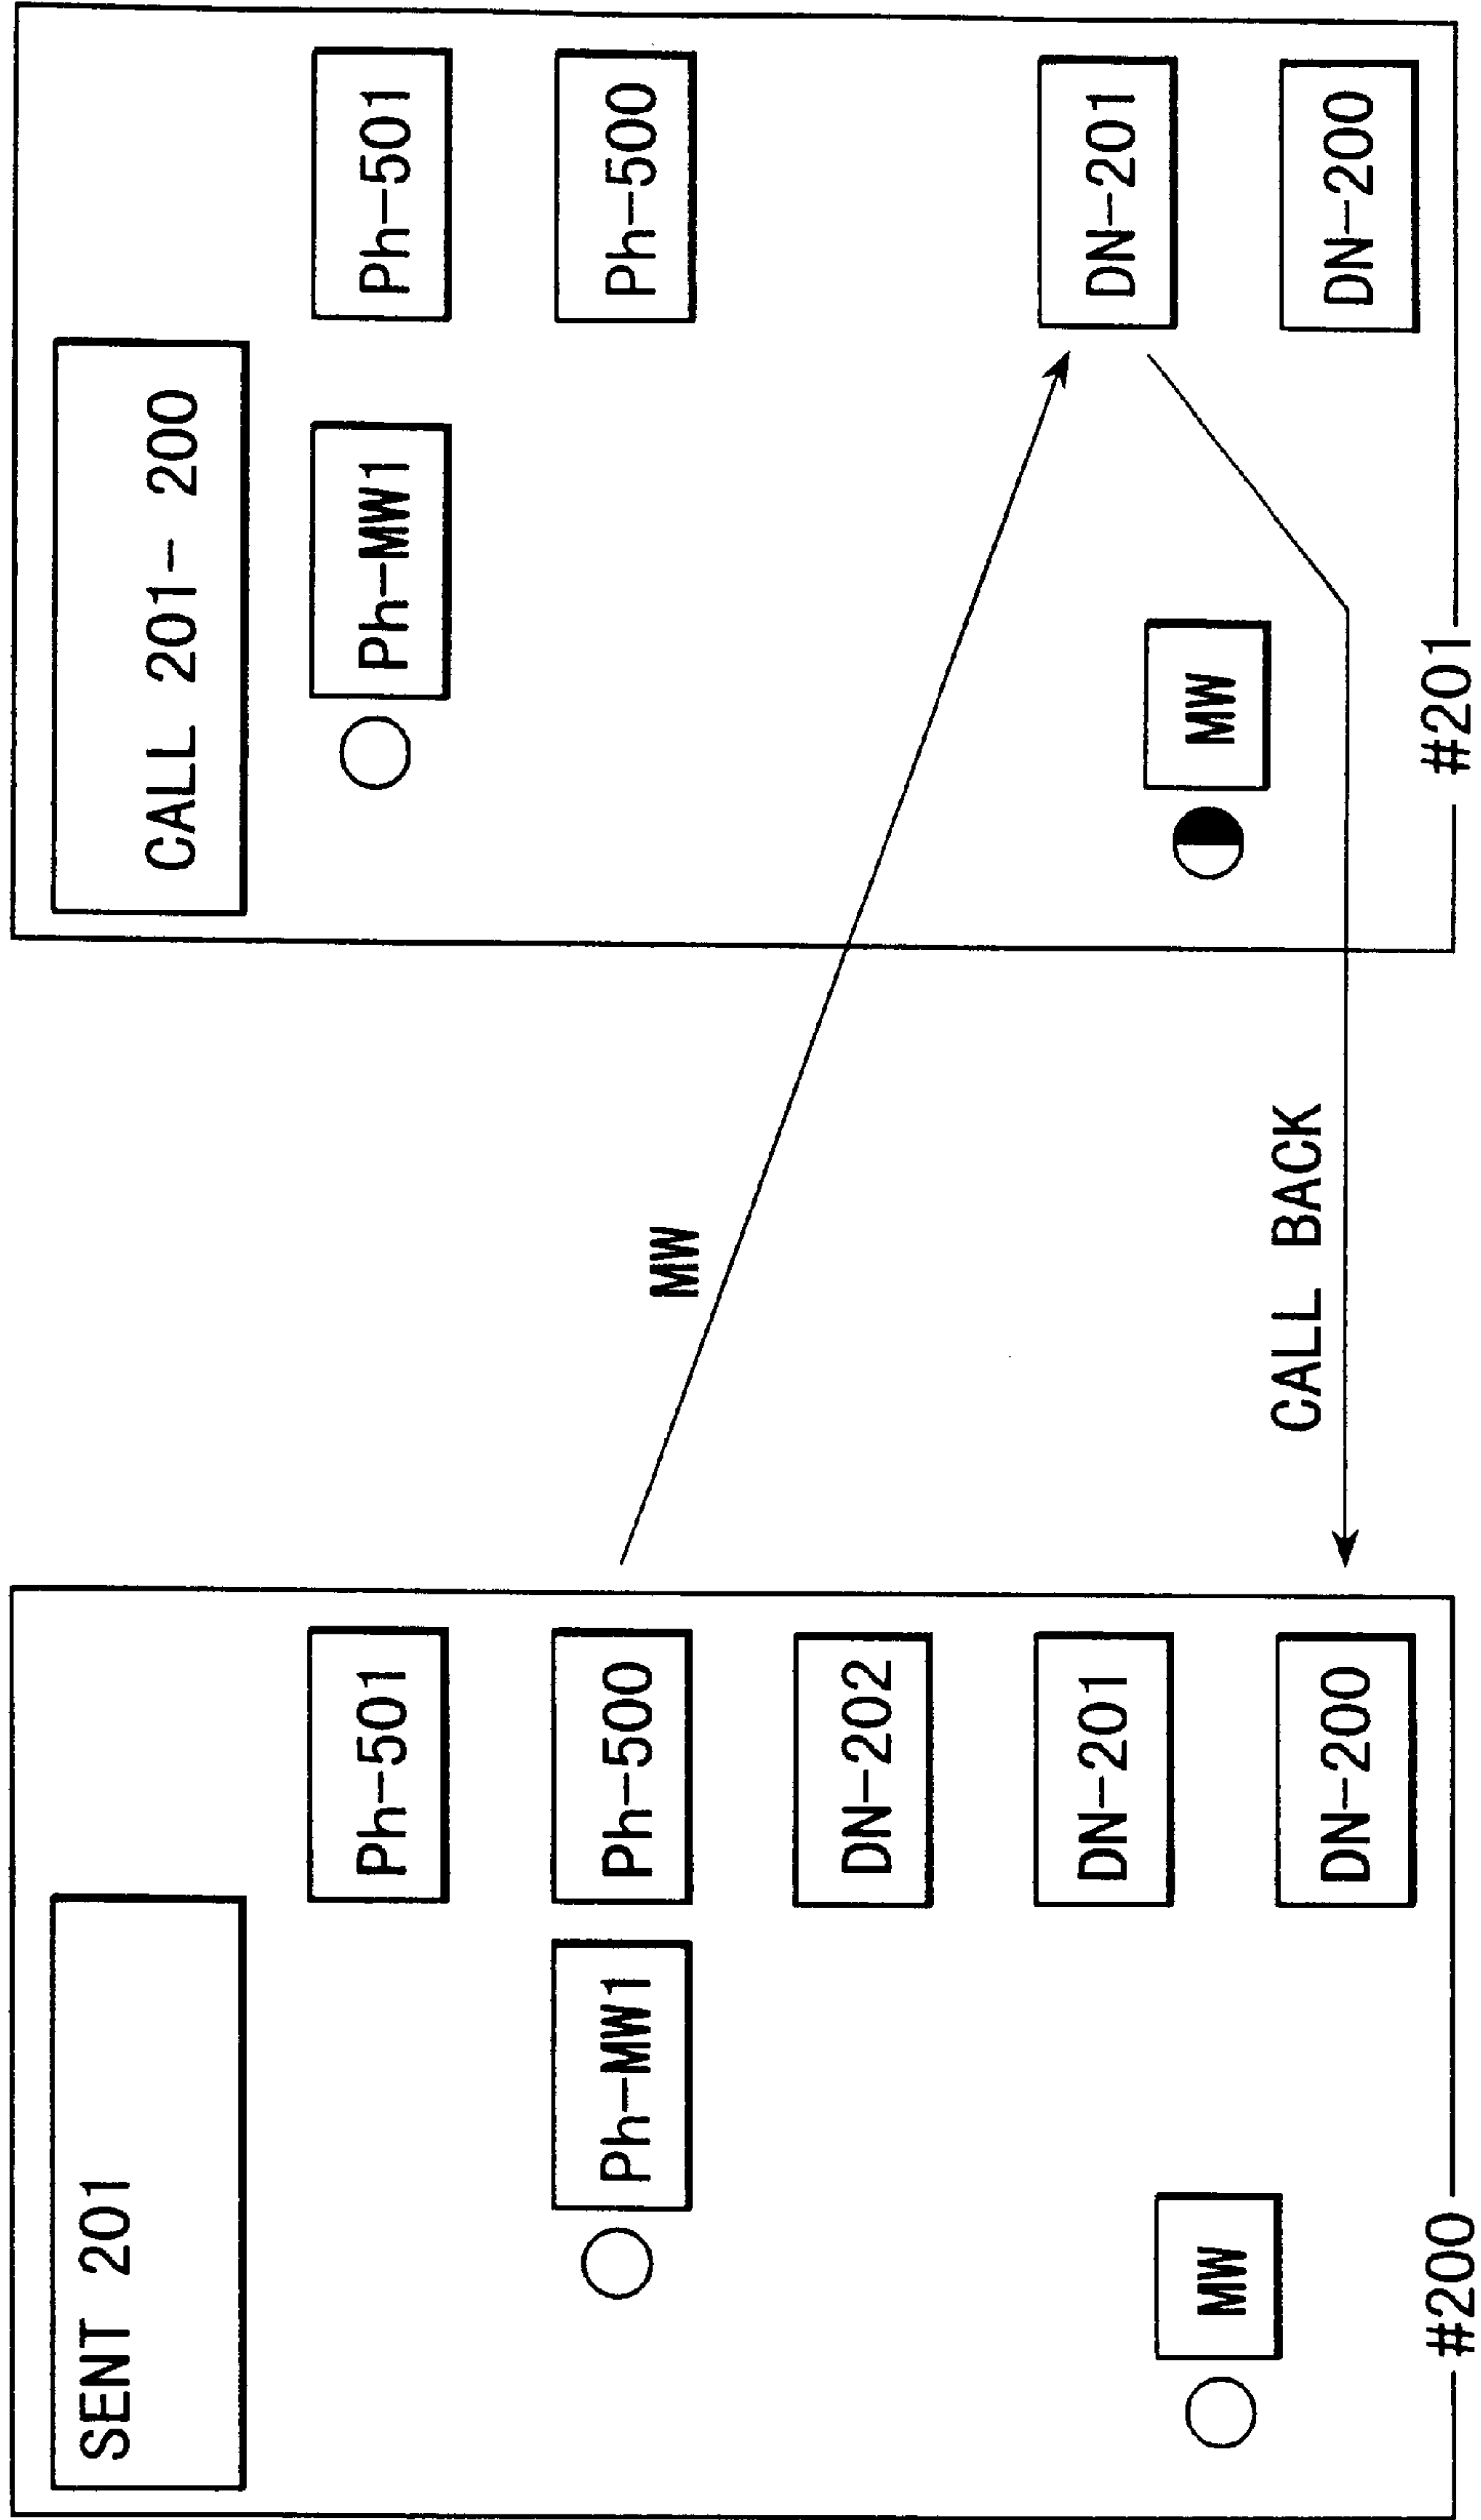 SENT 201
Ph-501
Ph-MW1
Ph-500
DN-202
DN-201
MW
DN-200
#200
MW
CALL BACK
CALL 201- 200
Ph-MW1
Ph-501
Ph-500
DN-201
MW
DN-200
#201